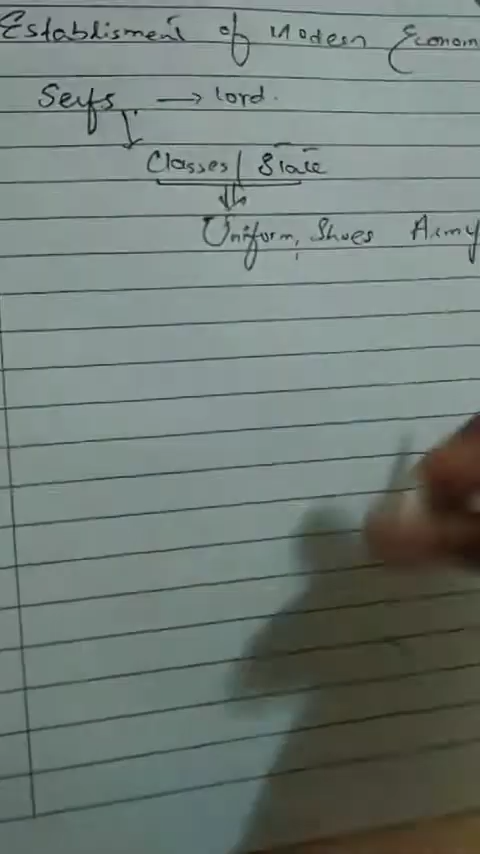 Establisment of Modern Econom
Serfs → lord.
Classes / State
Uniform, Shoes Army